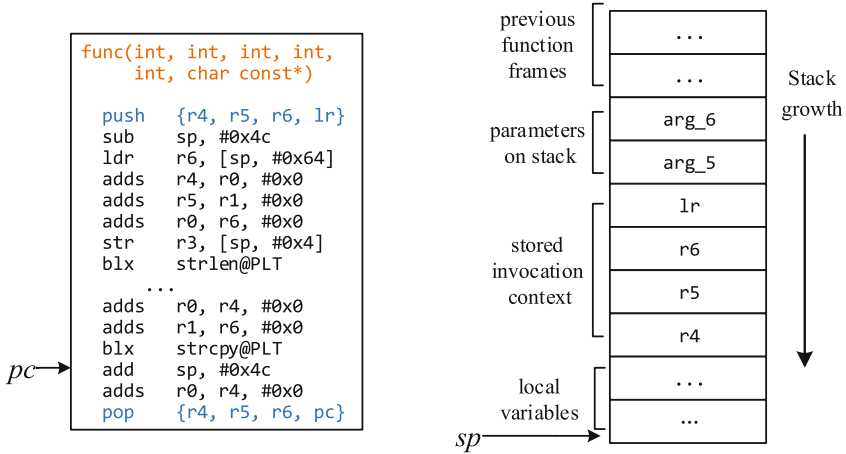 func(int, int, int, int,
int, char const*)
push {r4, r5, r6, lr}
sub sp, #0x4c
ldr r6, [sp, #0x64]
adds r4, r0, #0x0
adds r5, r1, #0x0
adds r0, r6, #0x0
str r3, [sp, #0x4]
blx strlen@PLT
...
adds r0, r4, #0x0
adds r1, r6, #0x0
blx strcpy@PLT
add sp, #0x4c
adds r0, r4, #0x0
pop {r4, r5, r6, pc}
pc
previous
function
frames
parameters
on stack
stored
invocation
context
local
variables
sp
...
...
arg_6
arg_5
lr
r6
r5
r4
...
...
Stack
growth